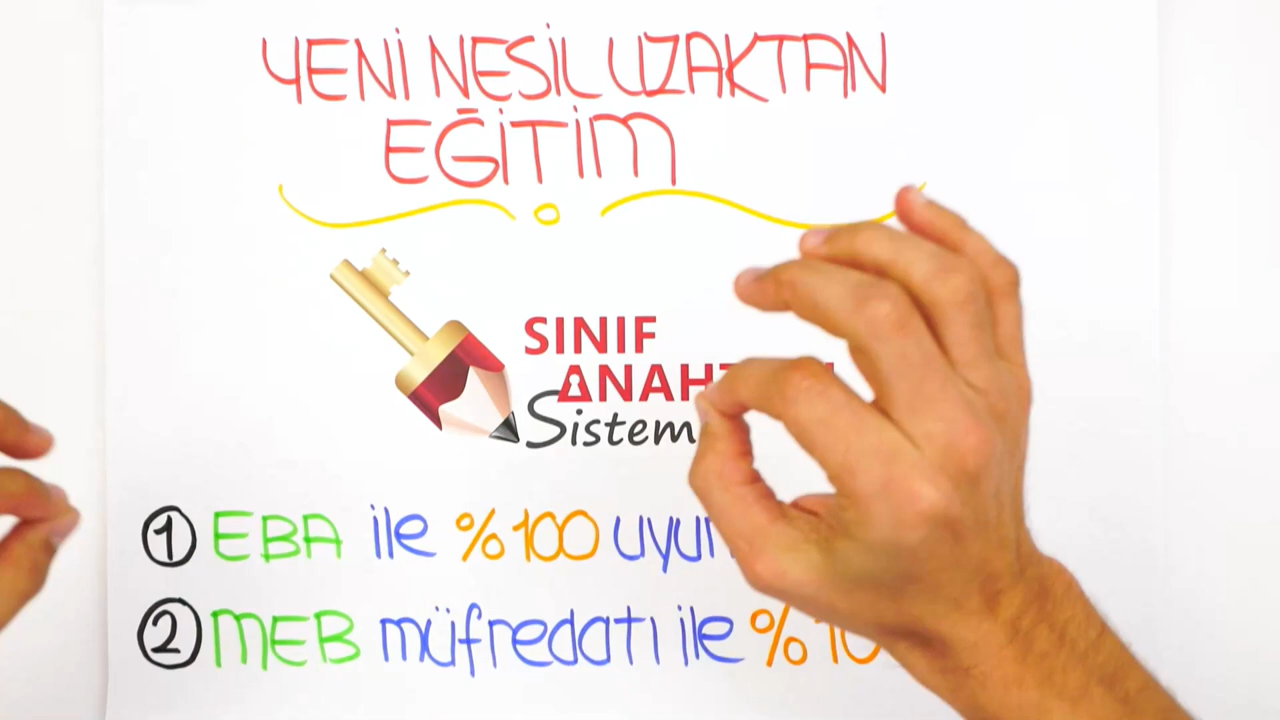 YENİ NESİL UZAKTAN
EĞİTİM
SINIF
Sistem
① EBA ile %100
② MEB müfredatı ile